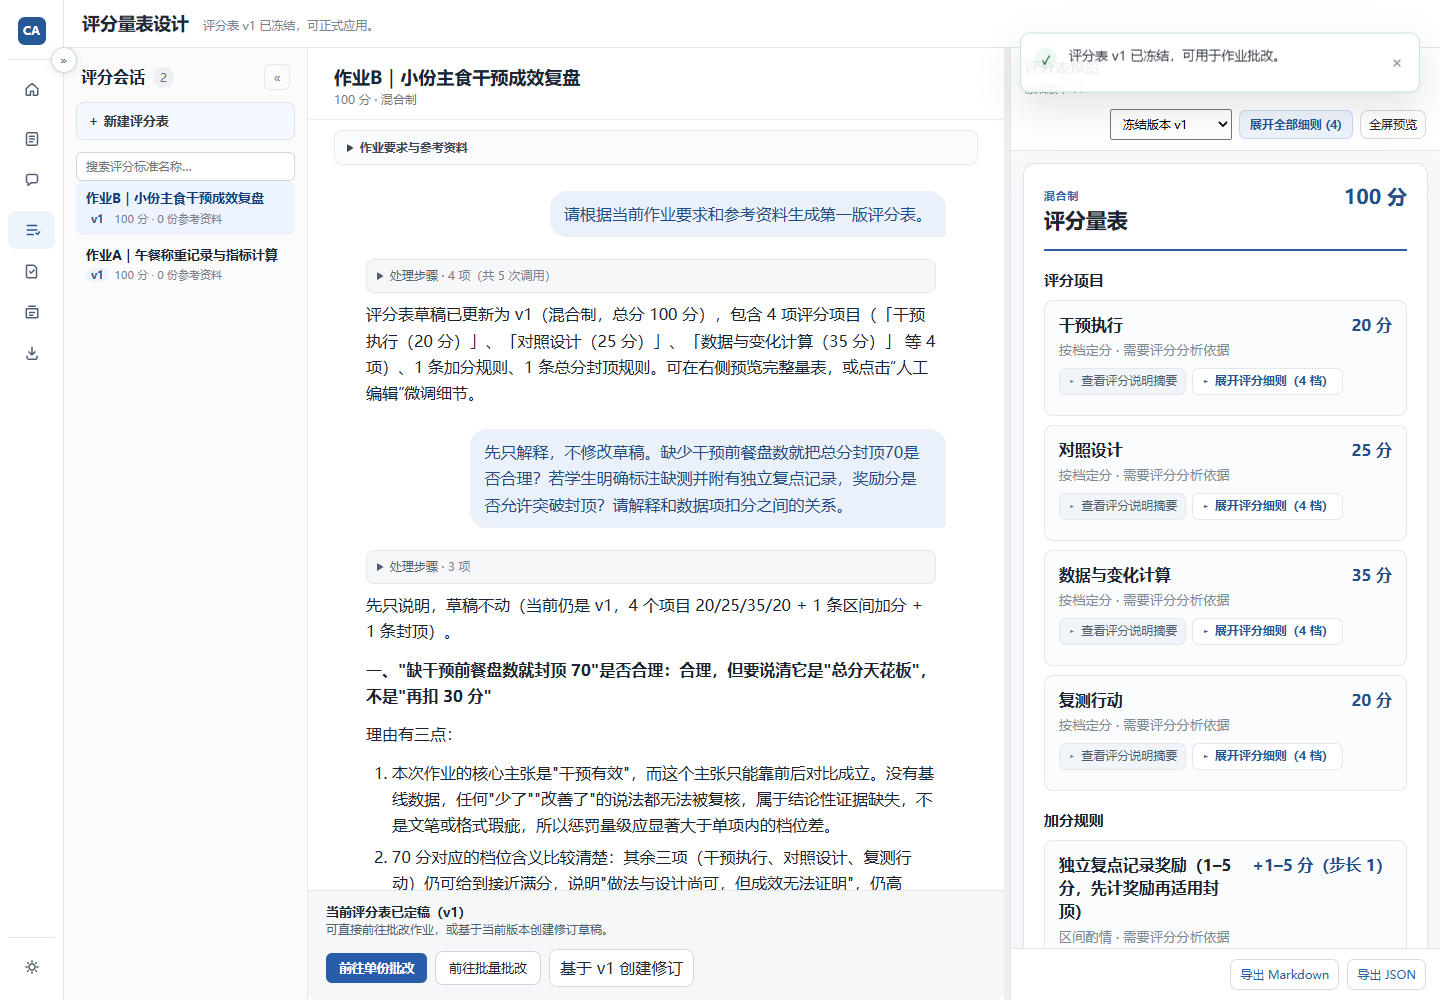 CA
评分量表设计
评分表 v1 已冻结，可正式应用。
»
评分会话
2
«
+ 新建评分表
搜索评分标准名称...
作业B｜小份主食干预成效复盘
v1 100 分 · 0 份参考资料
作业A｜午餐称重记录与指标计算
v1 100 分 · 0 份参考资料
作业B｜小份主食干预成效复盘
100 分 · 混合制
▶ 作业要求与参考资料
请根据当前作业要求和参考资料生成第一版评分表。
▶ 处理步骤 · 4 项（共 5 次调用）
评分表草稿已更新为 v1（混合制，总分 100 分），包含 4 项评分项目（「干预
执行（20 分）」、「对照设计（25 分）」、「数据与变化计算（35 分）」 等 4
项）、1 条加分规则、1 条总分封顶规则。可在右侧预览完整量表，或点击“人工
编辑”微调细节。
先只解释，不修改草稿。缺少干预前餐盘数就把总分封顶70是
否合理？若学生明确标注缺测并附有独立复点记录，奖励分是
否允许突破封顶？请解释和数据项扣分之间的关系。
▶ 处理步骤 · 3 项
先只说明，草稿不动（当前仍是 v1，4 个项目 20/25/35/20 + 1 条区间加分 +
1 条封顶）。
一、"缺干预前餐盘数就封顶 70"是否合理：合理，但要说清它是"总分天花板"，
不是"再扣 30 分"
理由有三点：
1. 本次作业的核心主张是"干预有效"，而这个主张只能靠前后对比成立。没有基
线数据，任何"少了""改善了"的说法都无法被复核，属于结论性证据缺失，不
是文笔或格式瑕疵，所以惩罚量级应显著大于单项内的档位差。
2. 70 分对应的档位含义比较清楚：其余三项（干预执行、对照设计、复测行
动）仍可给到接近满分，说明"做法与设计尚可，但成效无法证明"，仍高
当前评分表已定稿（v1）
可直接前往批改作业，或基于当前版本创建修订草稿。
前往单份批改
前往批量批改
基于 v1 创建修订
✓ 评分表 v1 已冻结，可用于作业批改。 ×
评分表预览
冻结版本 v1
展开全部细则 (4)
全屏预览
混合制
评分量表
100 分
评分项目
干预执行 20 分
按档定分 · 需要评分分析依据
查看评分说明摘要
展开评分细则（4 档）
对照设计 25 分
按档定分 · 需要评分分析依据
查看评分说明摘要
展开评分细则（4 档）
数据与变化计算 35 分
按档定分 · 需要评分分析依据
查看评分说明摘要
展开评分细则（4 档）
复测行动 20 分
按档定分 · 需要评分分析依据
查看评分说明摘要
展开评分细则（4 档）
加分规则
独立复点记录奖励（1–5 +1–5 分（步长 1）
分，先计奖励再适用封
顶）
区间酌情 · 需要评分分析依据
导出 Markdown
导出 JSON